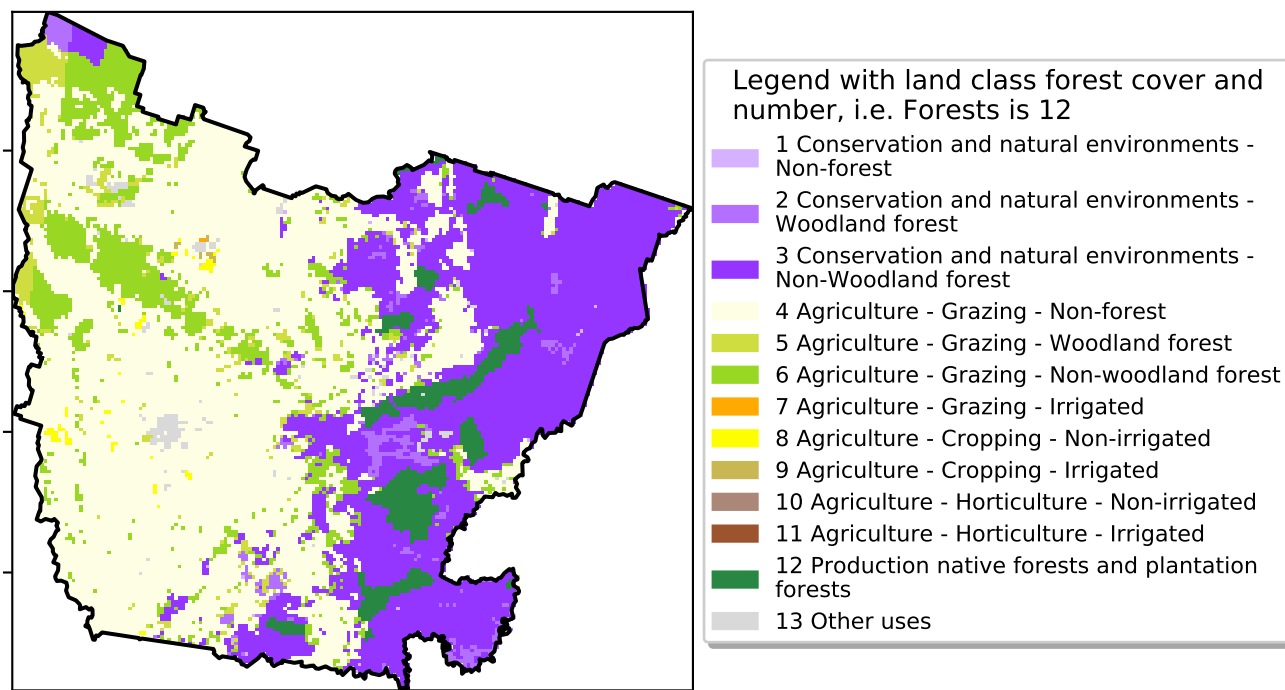 Legend with land class forest cover and
number, i.e. Forests is 12
1 Conservation and natural environments -
Non-forest
2 Conservation and natural environments -
Woodland forest
3 Conservation and natural environments -
Non-Woodland forest
4 Agriculture - Grazing - Non-forest
5 Agriculture - Grazing - Woodland forest
6 Agriculture - Grazing - Non-woodland forest
7 Agriculture - Grazing - Irrigated
8 Agriculture - Cropping - Non-irrigated
9 Agriculture - Cropping - Irrigated
10 Agriculture - Horticulture - Non-irrigated
11 Agriculture - Horticulture - Irrigated
12 Production native forests and plantation
forests
13 Other uses